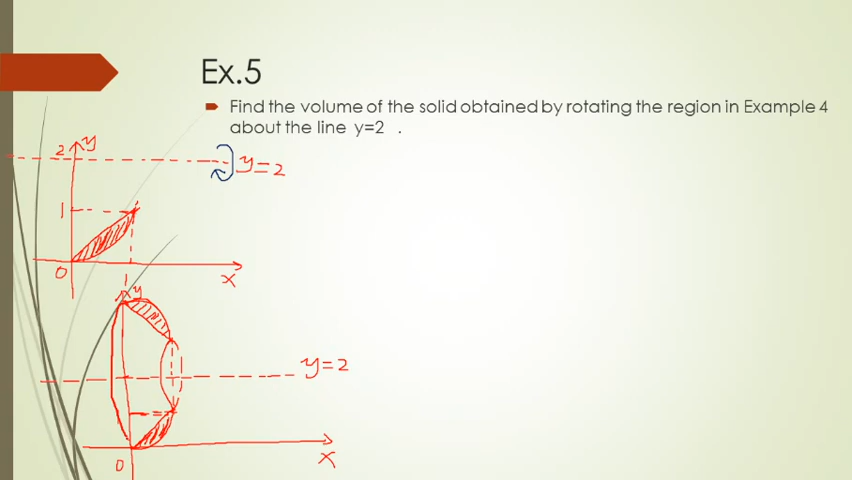 Ex.5
Find the volume of the solid obtained by rotating the region in Example 4
about the line y=2 .
2 y
y=2
1
0
x
y
y=2
0
x